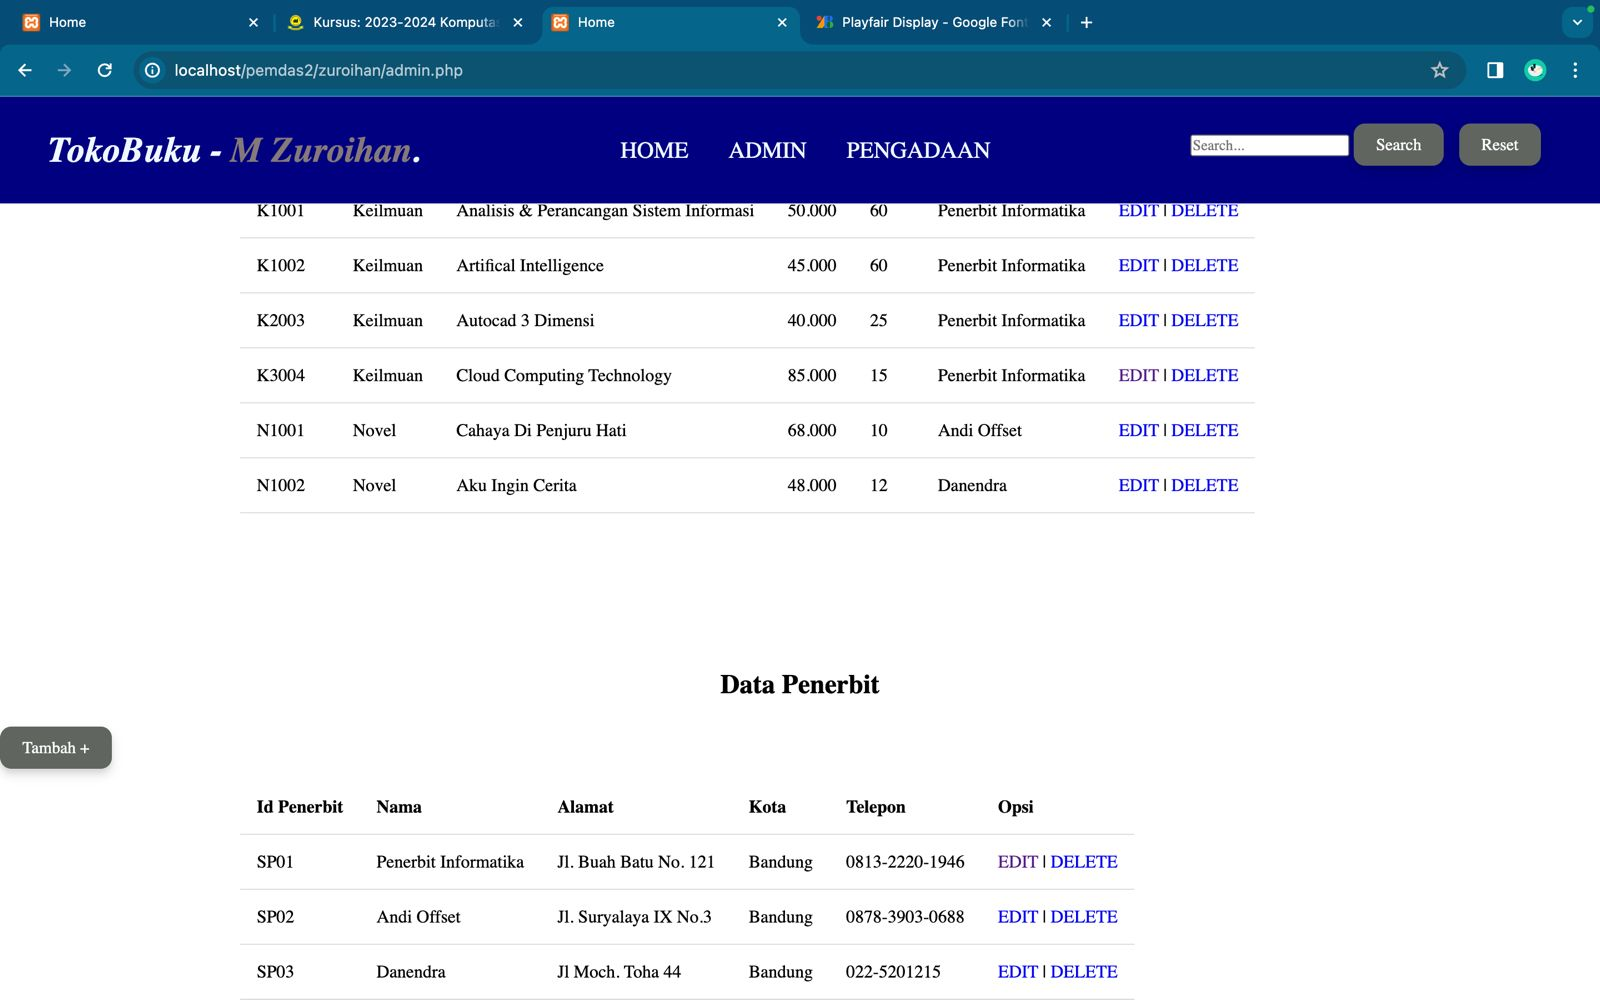 Home
Kursus: 2023-2024 Komputa
Home
Playfair Display - Google Font
localhost/pemdas2/zuroihan/admin.php
TokoBuku - M Zuroihan.
HOME ADMIN PENGADAAN
Search... Search Reset
K1001 Keilmuan Analisis & Perancangan Sistem Informasi 50.000 60 Penerbit Informatika EDIT | DELETE
K1002 Keilmuan Artifical Intelligence 45.000 60 Penerbit Informatika EDIT | DELETE
K2003 Keilmuan Autocad 3 Dimensi 40.000 25 Penerbit Informatika EDIT | DELETE
K3004 Keilmuan Cloud Computing Technology 85.000 15 Penerbit Informatika EDIT | DELETE
N1001 Novel Cahaya Di Penjuru Hati 68.000 10 Andi Offset EDIT | DELETE
N1002 Novel Aku Ingin Cerita 48.000 12 Danendra EDIT | DELETE
Data Penerbit
Tambah +
Id Penerbit Nama Alamat Kota Telepon Opsi
SP01 Penerbit Informatika Jl. Buah Batu No. 121 Bandung 0813-2220-1946 EDIT | DELETE
SP02 Andi Offset Jl. Suryalaya IX No.3 Bandung 0878-3903-0688 EDIT | DELETE
SP03 Danendra Jl Moch. Toha 44 Bandung 022-5201215 EDIT | DELETE